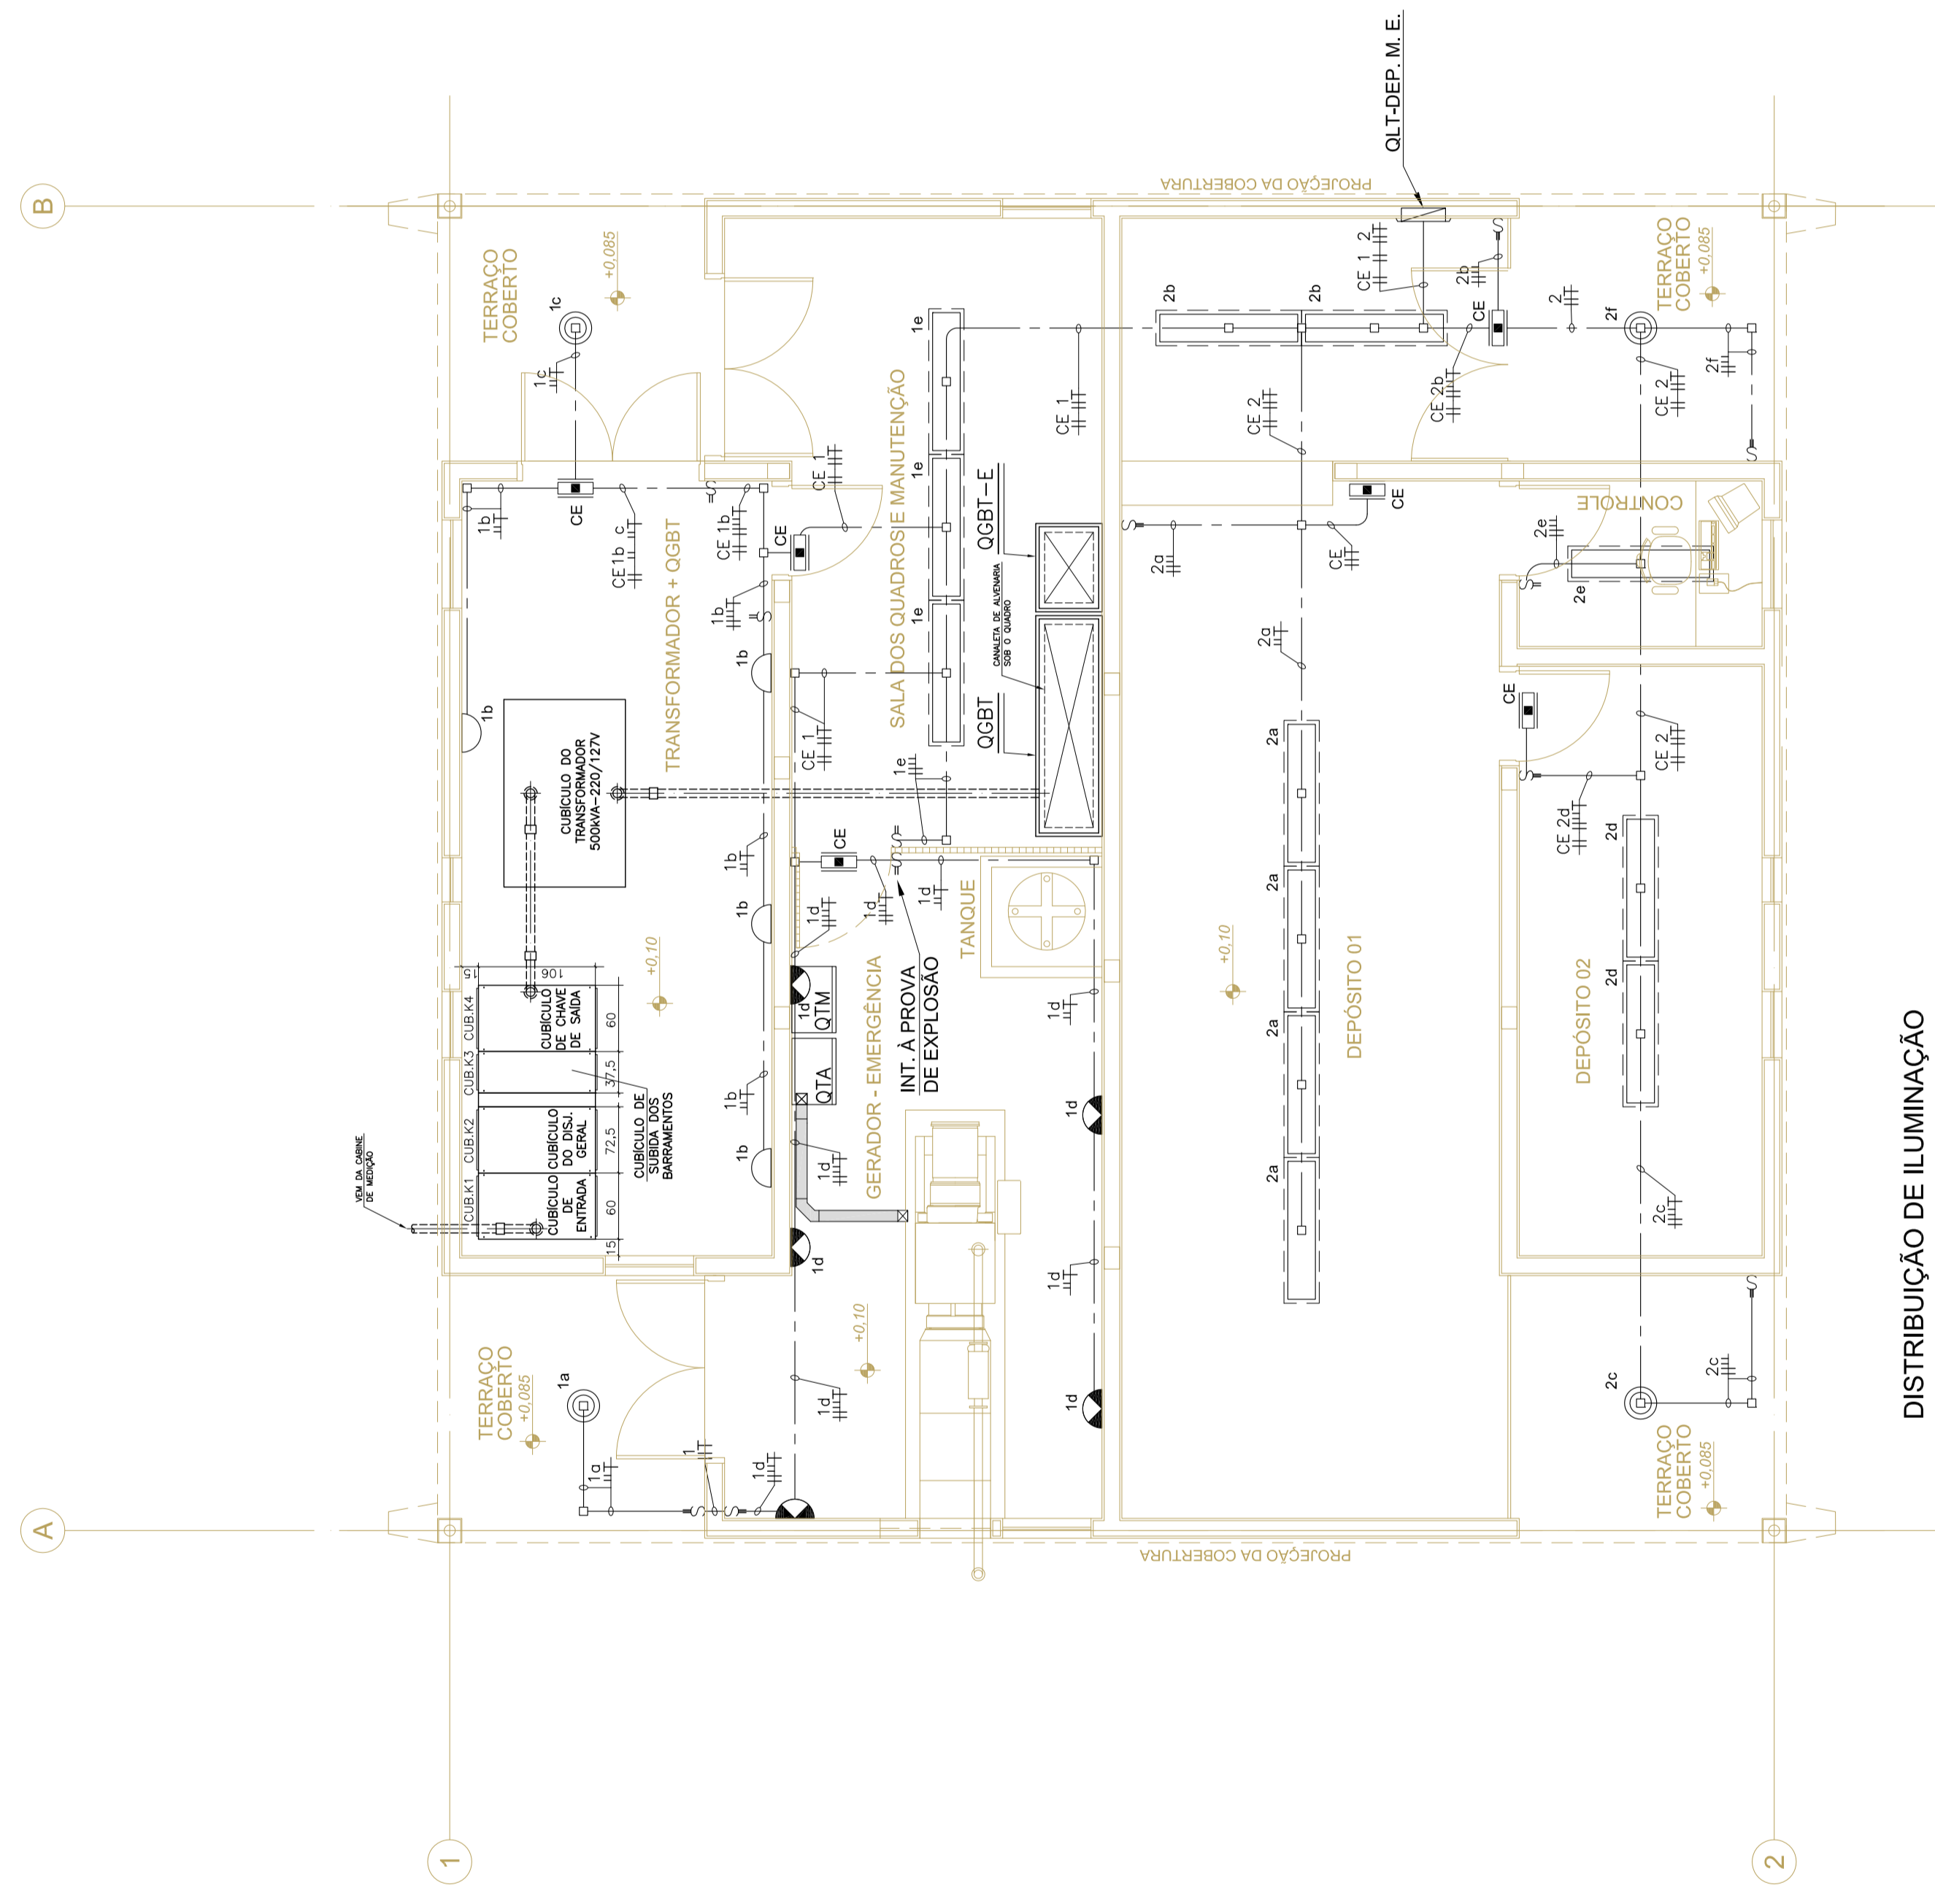 B
A
1
2
QLT-DEP. M. E.
PROJEÇÃO DA COBERTURA
PROJEÇÃO DA COBERTURA
TERRAÇO
COBERTO
+0,085
1c
1c
CE
1b
CE 1b c
CE 1b
TRANSFORMADOR + QGBT
CE
CE 1
1b
1b
1b
CUBÍCULO DO
TRANSFORMADOR
500kVA-220/127V
1b
1b
1b
1b
+0,10
15
106
CUB.K1
CUB.K2
CUB.K3
CUB.K4
CUBÍCULO
DE
ENTRADA
CUBÍCULO
DO DISJ.
GERAL
CUBÍCULO
DE CHAVE
DE SAÍDA
15
60
72,5
37,5
60
CUBÍCULO DE
SUBIDA DOS
BARRAMENTOS
VEM DA CABINE
DE MEDIÇÃO
TERRAÇO
COBERTO
+0,085
1a
1a
1
1d
SALA DOS QUADROS E MANUTENÇÃO
1e
1e
1e
CE 1
CE 1
1e
QGBT-E
QGBT
CANALETA DE ALVENARIA
SOB O QUADRO
CE
1d
1d
1d
INT. À PROVA
DE EXPLOSÃO
TANQUE
GERADOR - EMERGÊNCIA
1d
QTM
QTA
1d
1d
1d
+0,10
1d
1d
1d
1d
2b
2b
CE 1 2
2b
CE
CE 2
CE 2b
2
2f
2f
CE 2
TERRAÇO
COBERTO
+0,085
2a
CE
CE
CONTROLE
2e
2e
2a
2a
2a
2a
2a
+0,10
DEPÓSITO 01
CE
CE 2
CE 2d
2d
2d
DEPÓSITO 02
2c
2c
2c
TERRAÇO
COBERTO
+0,085
DISTRIBUIÇÃO DE ILUMINAÇÃO